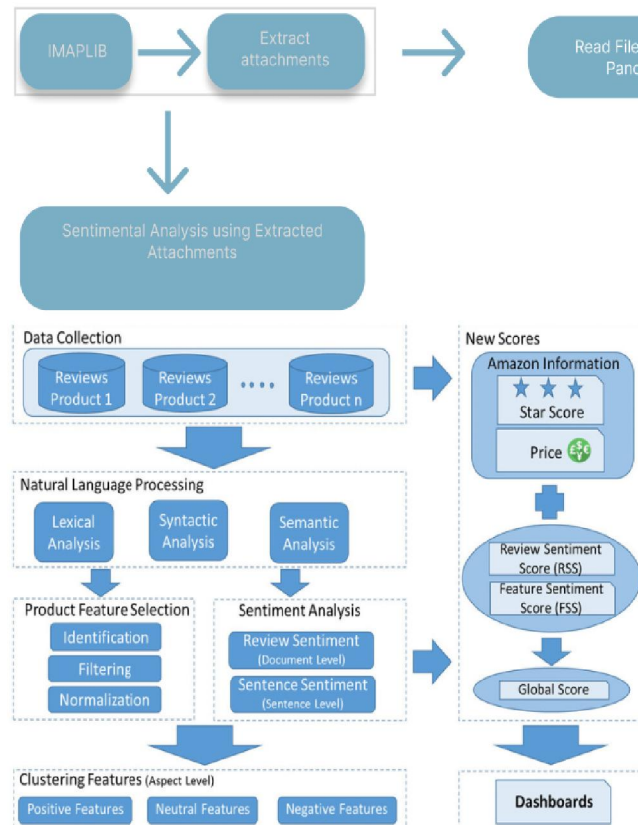 IMAPLIB
Extract
attachments
Read File
Panc
Sentimental Analysis using Extracted
Attachments
Data Collection
Reviews
Product 1
Reviews
Product 2
....
Reviews
Product n
New Scores
Amazon Information
Star Score
Price
Natural Language Processing
Lexical
Analysis
Syntactic
Analysis
Semantic
Analysis
Review Sentiment
Score (RSS)
Feature Sentiment
Score (FSS)
Product Feature Selection
Identification
Filtering
Normalization
Sentiment Analysis
Review Sentiment
(Document Level)
Sentence Sentiment
(Sentence Level)
Global Score
Clustering Features (Aspect Level)
Positive Features
Neutral Features
Negative Features
Dashboards